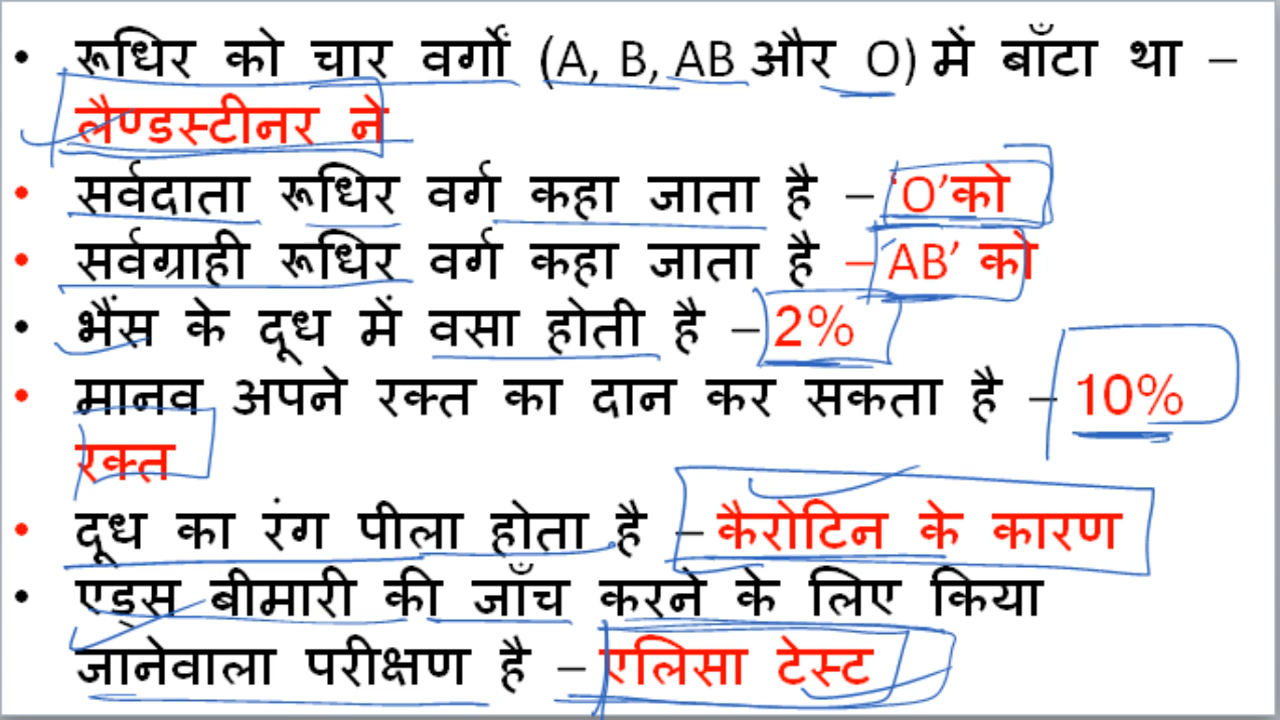 • रूधिर को चार वर्गों (A, B, AB और O) में बाँटा था –
लैण्डस्टीनर ने
• सर्वदाता रूधिर वर्ग कहा जाता है – 'O'को
• सर्वग्राही रूधिर वर्ग कहा जाता है – 'AB' को
• भैंस के दूध में वसा होती है – 2%
• मानव अपने रक्त का दान कर सकता है – 10%
रक्त
• दूध का रंग पीला होता है – कैरोटिन के कारण
• एड्स बीमारी की जाँच करने के लिए किया
जानेवाला परीक्षण है – एलिसा टेस्ट